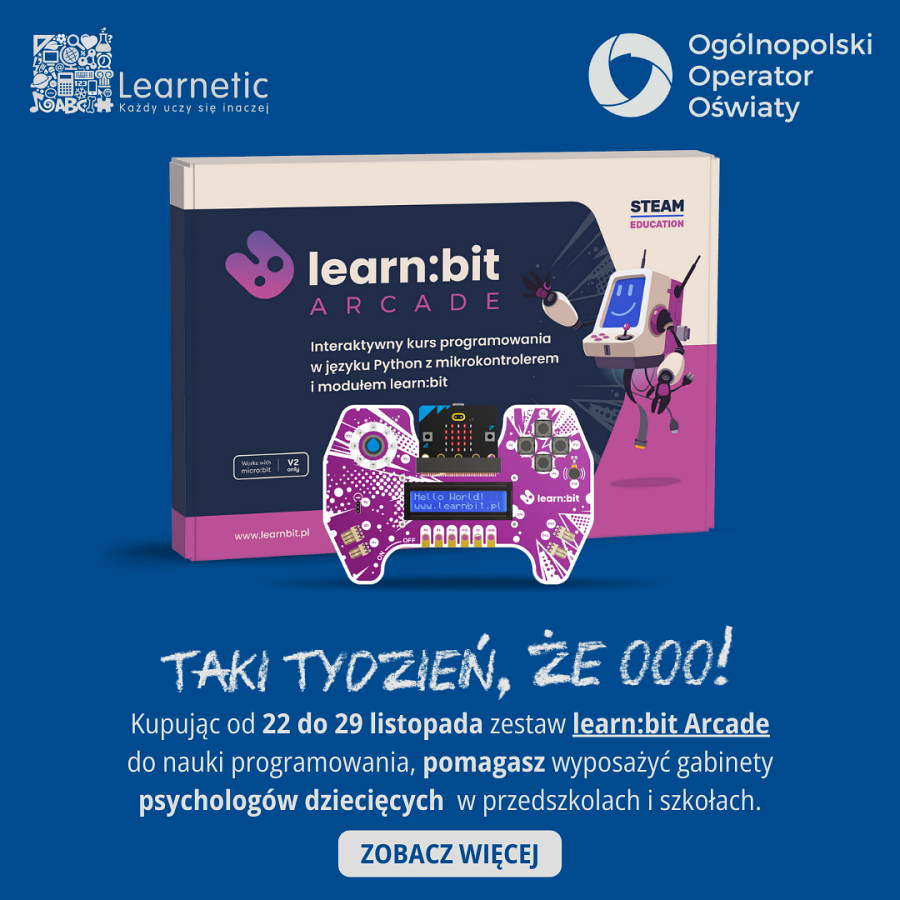 Learnetic
Każdy uczy się inaczej
ABC
Ogólnopolski
Operator
Oświaty
STEAM
EDUCATION
learn:bit
ARCADE
Interaktywny kurs programowania
w języku Python z mikrokontrolerem
i modułem learn:bit
Works with
micro:bit
V2
only
Hello World!
www.learnbit.pl
learn:bit
www.learnbit.pl
ON
OFF
TAKI TYDZIEŃ, ŻE OOO!
Kupując od 22 do 29 listopada zestaw learn:bit Arcade
do nauki programowania, pomagasz wyposażyć gabinety
psychologów dziecięcych w przedszkolach i szkołach.
ZOBACZ WIĘCEJ